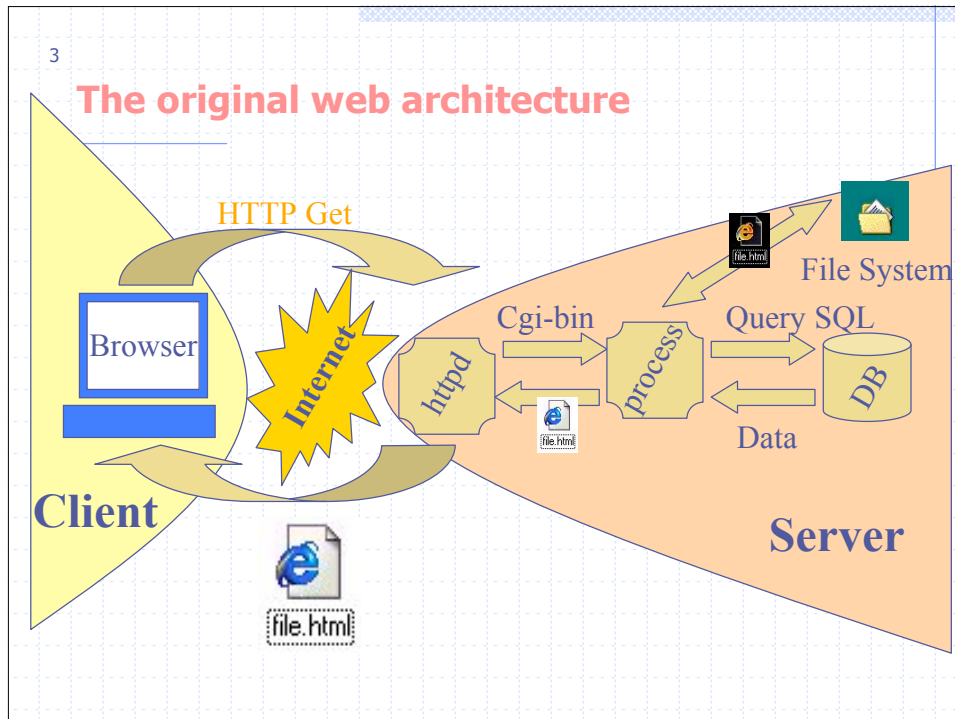 3
The original web architecture
HTTP Get
file.html
File System
Cgi-bin
Query SQL
Browser
Internet
httpd
process
DB
file.html
Data
Client
Server
file.html